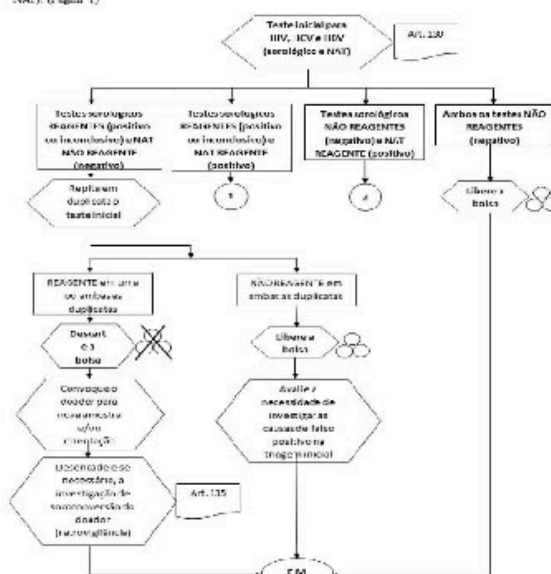 NAT). (Página 1)
Teste inicial para
HIV, HCV e HBV
(sorológico e NAT)
Art. 130
Testes sorológicos
REAGENTES (positivo
ou inconclusivo) e NAT
NÃO REAGENTE
(negativo)
Testes sorológicos
REAGENTES (positivo
ou inconclusivo) e
NAT REAGENTE
(positivo)
Testes sorológicos
NÃO REAGENTES
(negativo) e NAT
REAGENTE (positivo)
Ambos os testes NÃO
REAGENTES
(negativo)
Repita em
duplicata o
teste inicial
1
2
Libere a
bolsa
REAGENTE em uma
ou ambas as
duplicatas
NÃO REAGENTE em
ambas as duplicatas
Descart
e a
bolsa
Libere a
bolsa
Convoque o
doador para
nova amostra
e/ou
orientação
Avalie a
necessidade de
investigar as
causas de falso
positivo na
triagem inicial
Desencadeie se
necessário, a
investigação de
soroconversão do
doador
(retrovigilância)
Art. 135
FIM